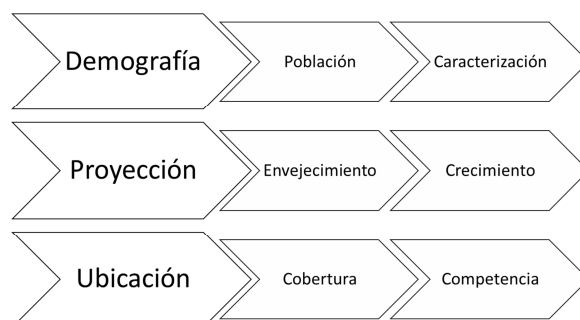 Demografía
Población
Caracterización
Proyección
Envejecimiento
Crecimiento
Ubicación
Cobertura
Competencia